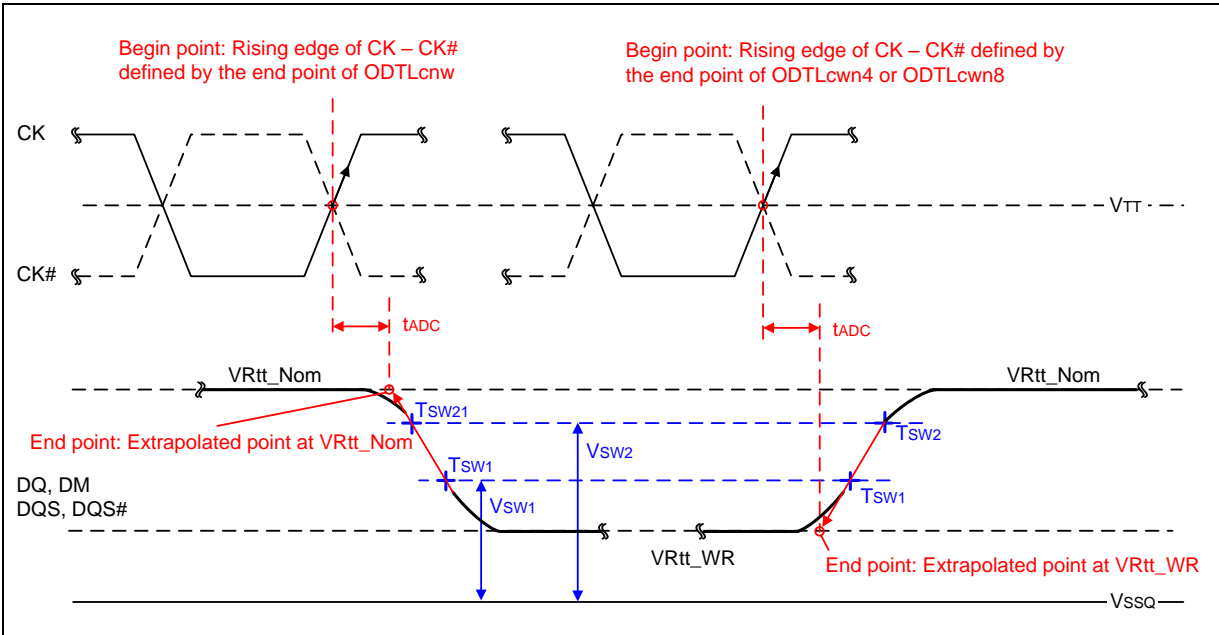 Begin point: Rising edge of CK – CK#
defined by the end point of ODTLcnw
Begin point: Rising edge of CK – CK# defined by
the end point of ODTLcwn4 or ODTLcwn8
CK
VTT
CK#
tADC
tADC
VRtt_Nom
VRtt_Nom
TSW21
End point: Extrapolated point at VRtt_Nom
VSW2
TSW2
TSW1
DQ, DM
DQS, DQS#
VSW1
TSW1
VRtt_WR
End point: Extrapolated point at VRtt_WR
VSSQ